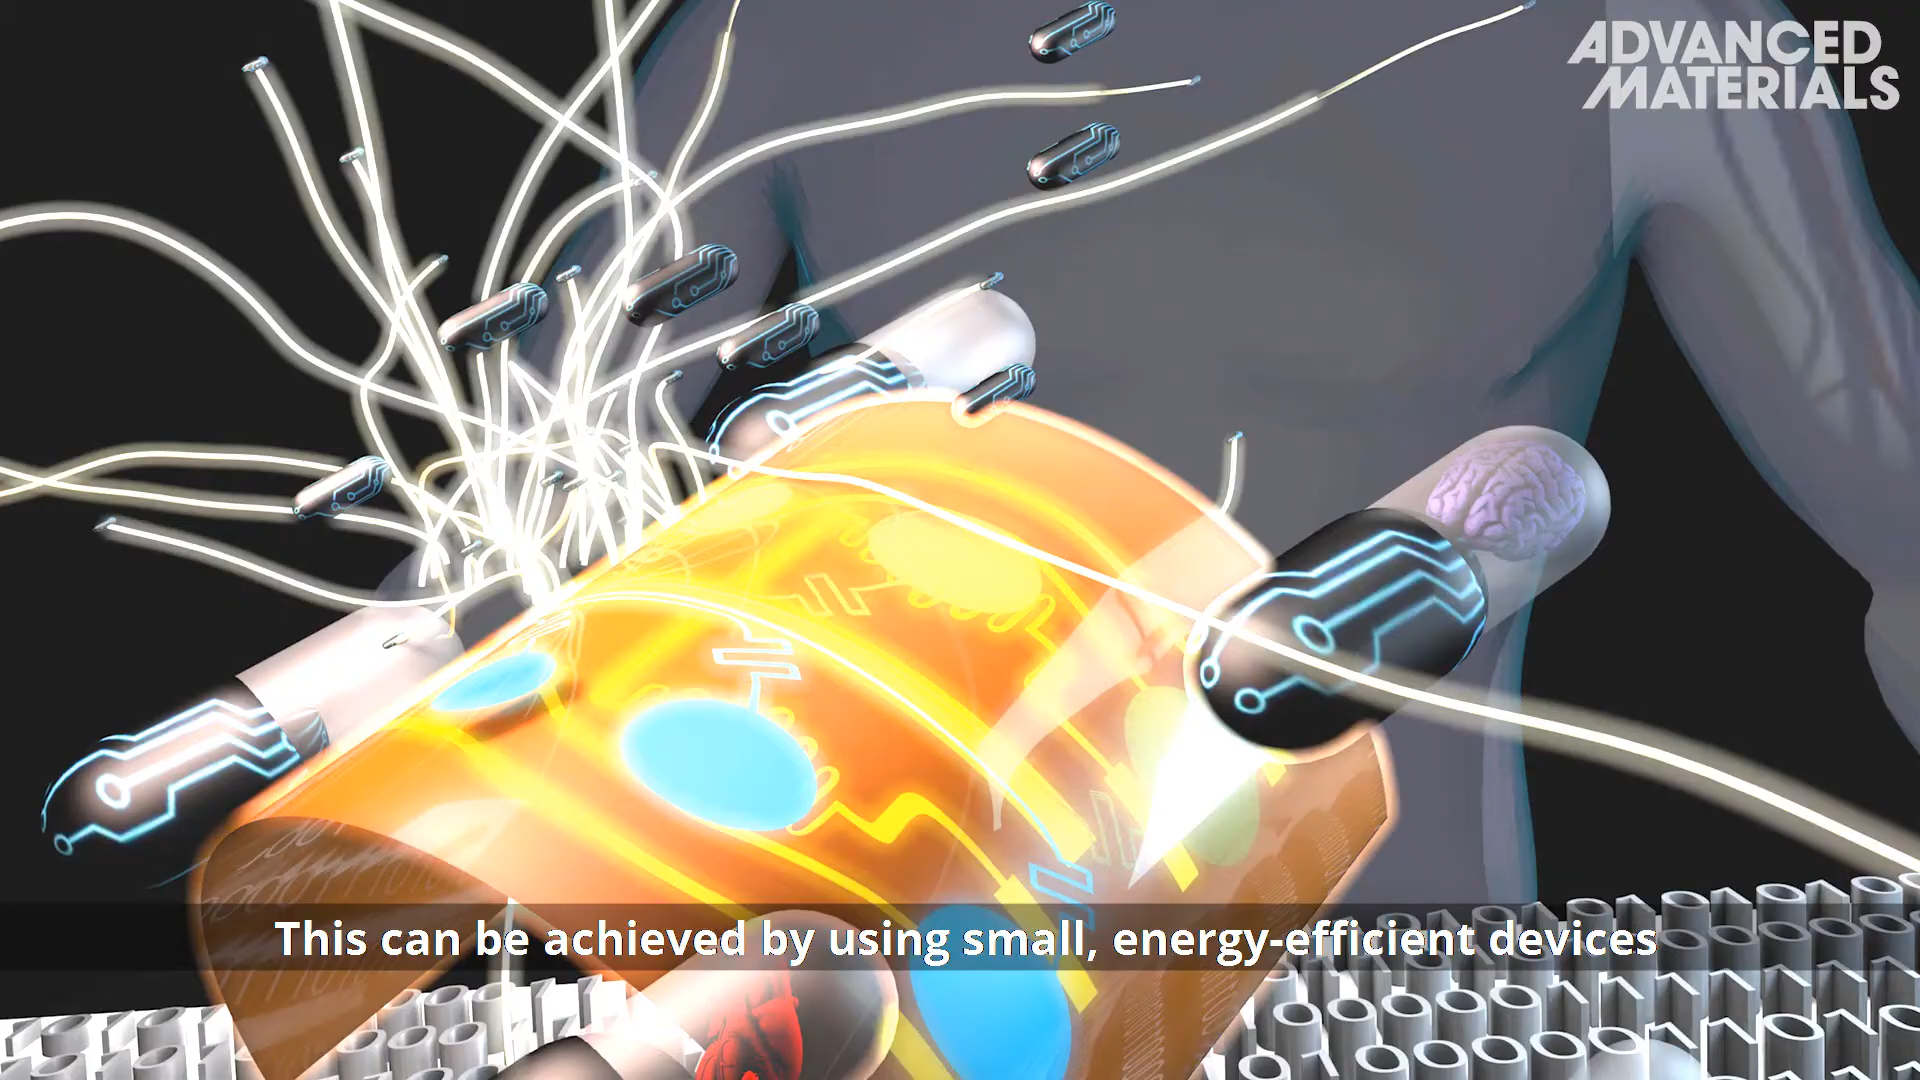 ADVANCED
MATERIALS
This can be achieved by using small, energy-efficient devices